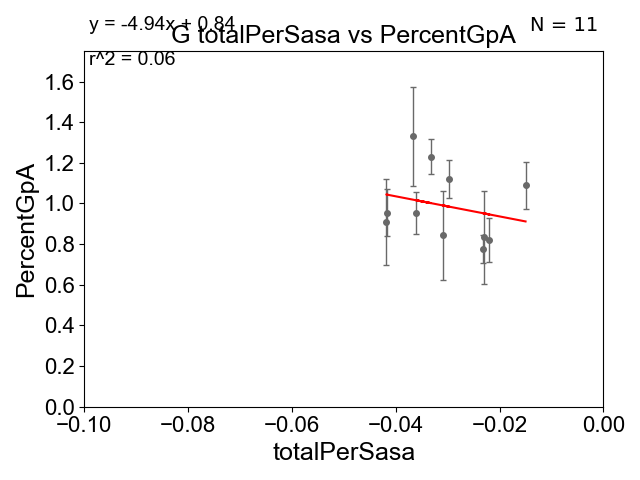 y = -4.94x + 0.84
N = 11
G totalPerSasa vs PercentGpA
r^2 = 0.06
PercentGpA
1.6
1.4
1.2
1.0
0.8
0.6
0.4
0.2
0.0
−0.10 −0.08 −0.06 −0.04 −0.02 0.00
totalPerSasa